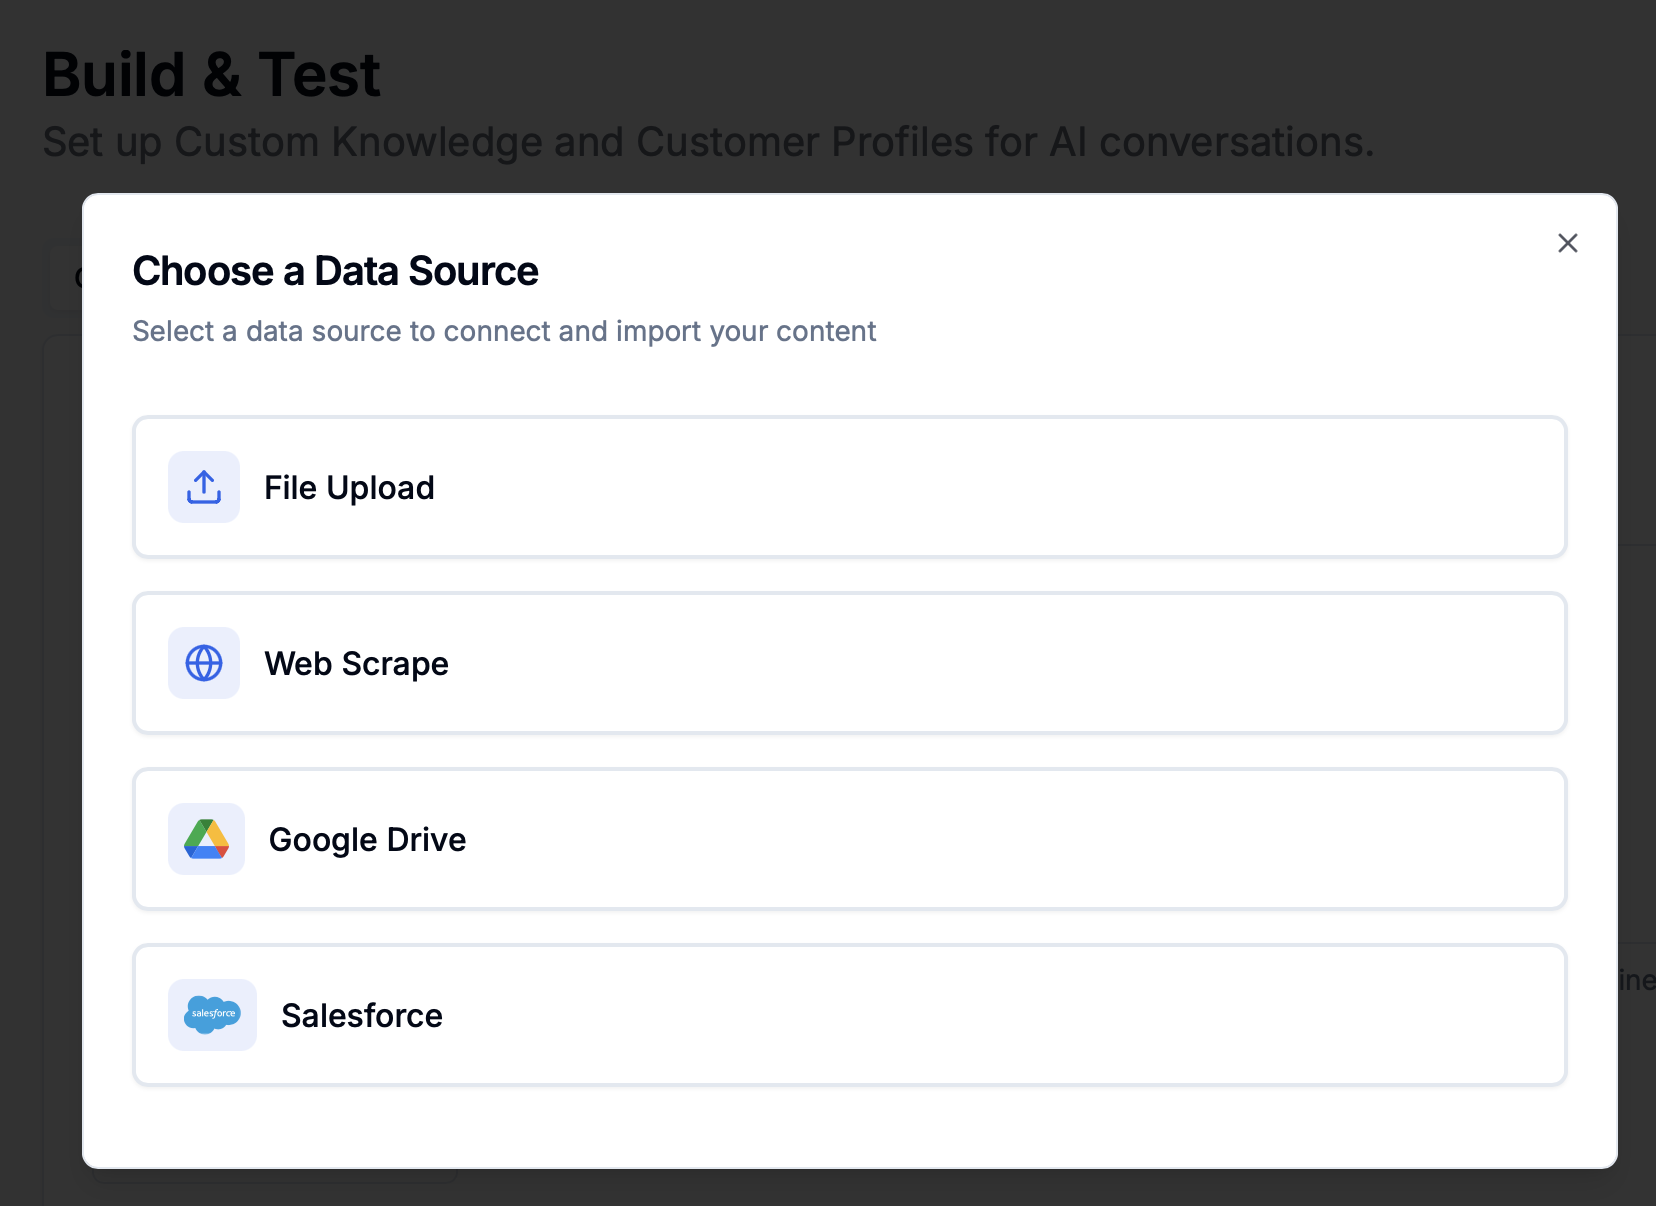 Build & Test
Set up Custom Knowledge and Customer Profiles for AI conversations.
Choose a Data Source
Select a data source to connect and import your content
File Upload
Web Scrape
Google Drive
salesforce
Salesforce